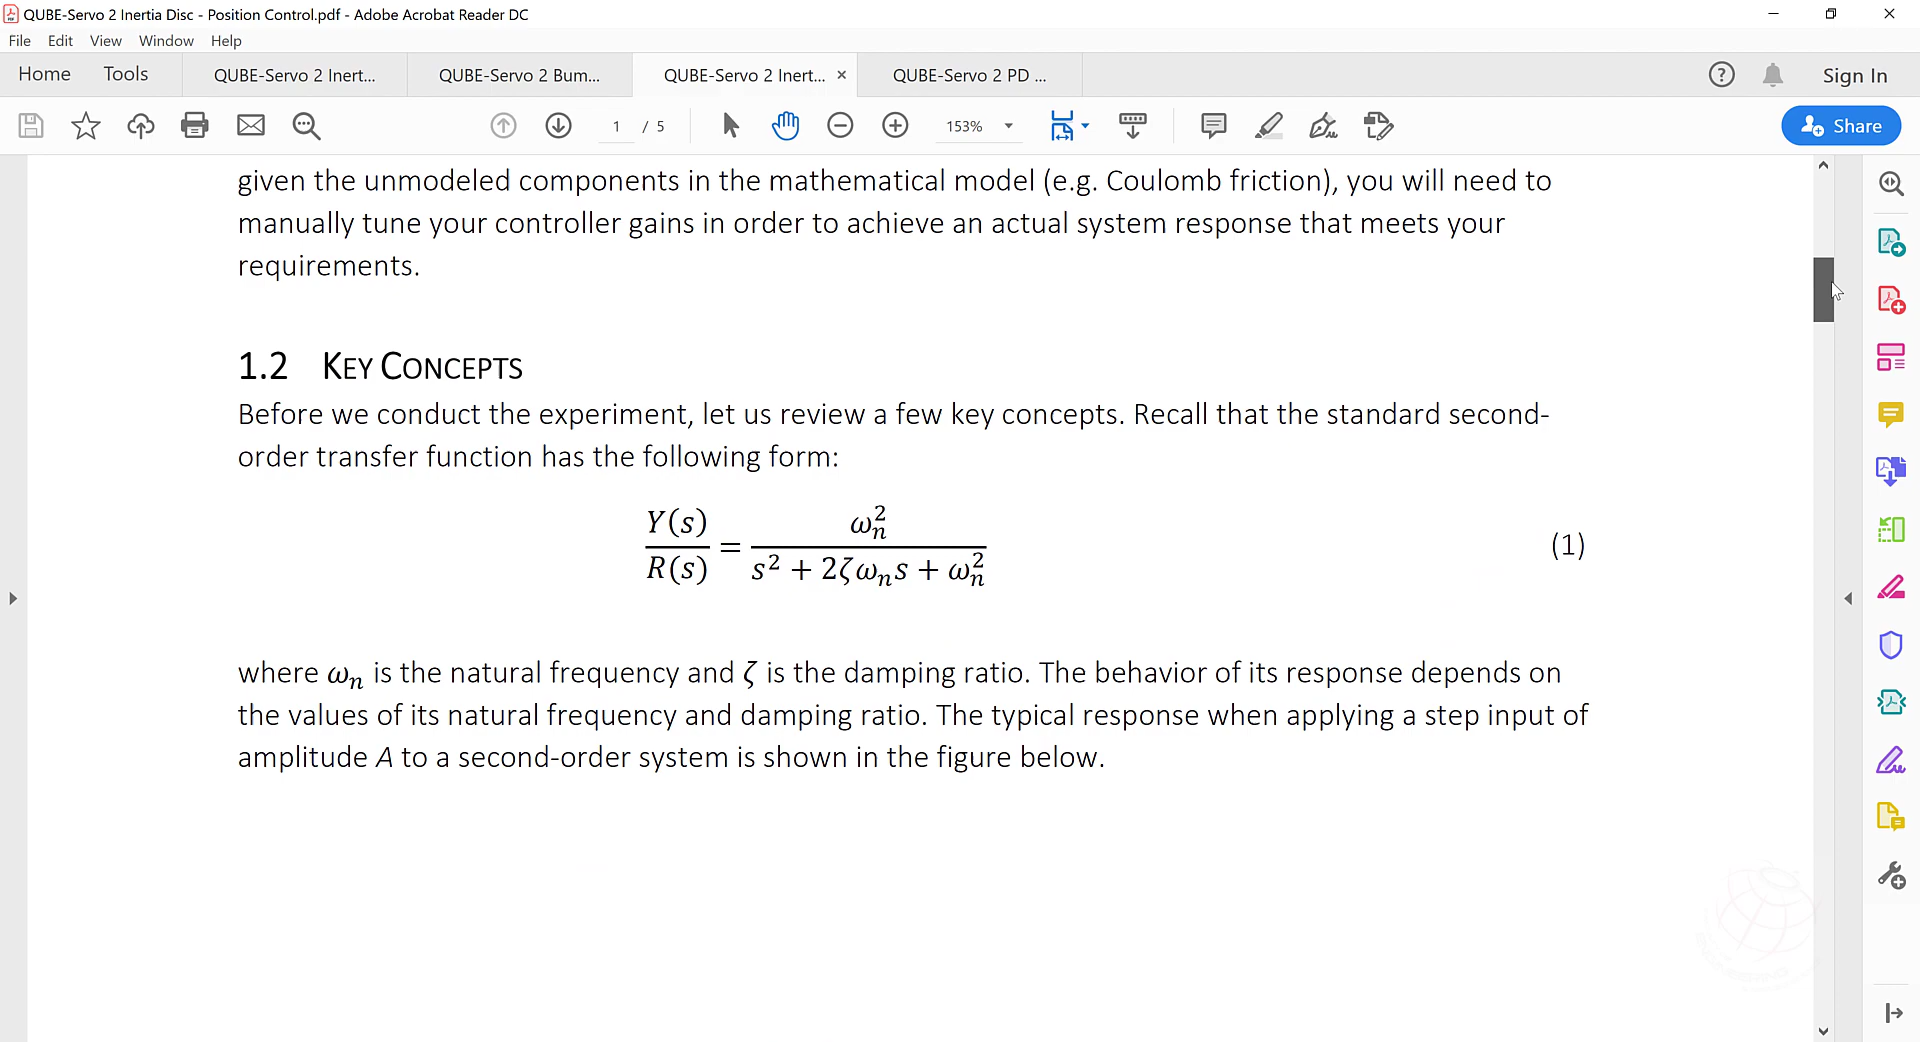 QUBE-Servo 2 Inertia Disc - Position Control.pdf - Adobe Acrobat Reader DC
File Edit View Window Help
Home Tools QUBE-Servo 2 Inert... QUBE-Servo 2 Bum... QUBE-Servo 2 Inert... × QUBE-Servo 2 PD ... Sign In
1 / 5 153% Share
given the unmodeled components in the mathematical model (e.g. Coulomb friction), you will need to
manually tune your controller gains in order to achieve an actual system response that meets your
requirements.
1.2 KEY CONCEPTS
Before we conduct the experiment, let us review a few key concepts. Recall that the standard second-
order transfer function has the following form:
Y(s)/R(s) = ωₙ²/(s² + 2ζωₙs + ωₙ²) (1)
where ωₙ is the natural frequency and ζ is the damping ratio. The behavior of its response depends on
the values of its natural frequency and damping ratio. The typical response when applying a step input of
amplitude A to a second-order system is shown in the figure below.